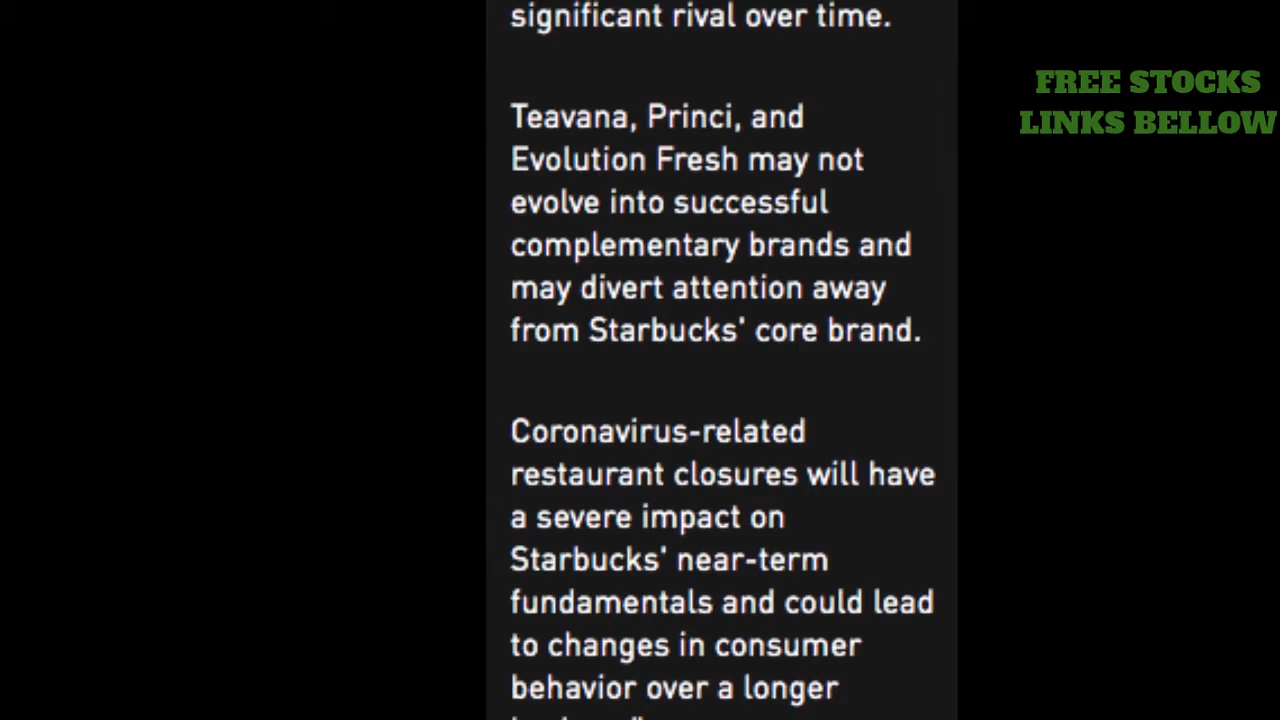 significant rival over time.
FREE STOCKS
LINKS BELLOW
Teavana, Princi, and
Evolution Fresh may not
evolve into successful
complementary brands and
may divert attention away
from Starbucks' core brand.
Coronavirus-related
restaurant closures will have
a severe impact on
Starbucks' near-term
fundamentals and could lead
to changes in consumer
behavior over a longer